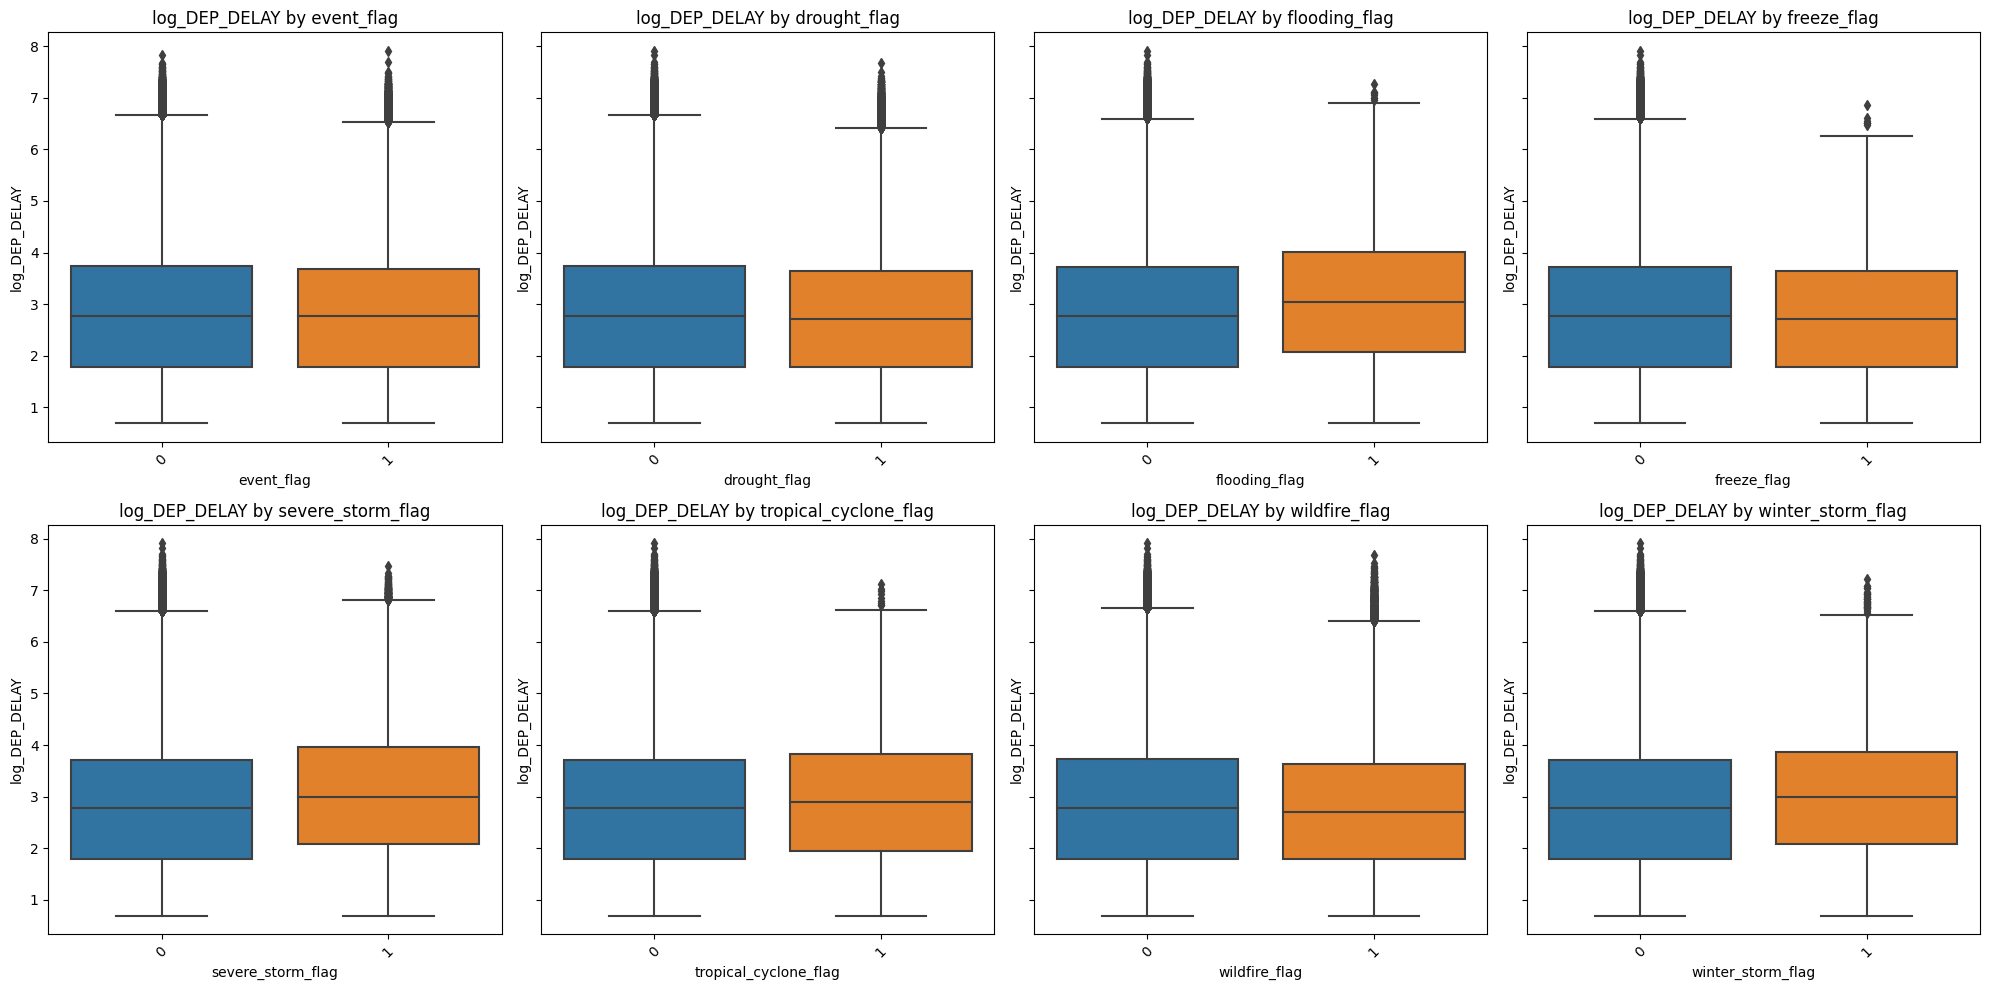 log_DEP_DELAY by event_flag
log_DEP_DELAY by drought_flag
log_DEP_DELAY by flooding_flag
log_DEP_DELAY by freeze_flag
8
7
6
5
4
3
2
1
log_DEP_DELAY
log_DEP_DELAY
log_DEP_DELAY
log_DEP_DELAY
0 1
0 1
0 1
0 1
event_flag
drought_flag
flooding_flag
freeze_flag
log_DEP_DELAY by severe_storm_flag
log_DEP_DELAY by tropical_cyclone_flag
log_DEP_DELAY by wildfire_flag
log_DEP_DELAY by winter_storm_flag
8
7
6
5
4
3
2
1
log_DEP_DELAY
log_DEP_DELAY
log_DEP_DELAY
log_DEP_DELAY
0 1
0 1
0 1
0 1
severe_storm_flag
tropical_cyclone_flag
wildfire_flag
winter_storm_flag